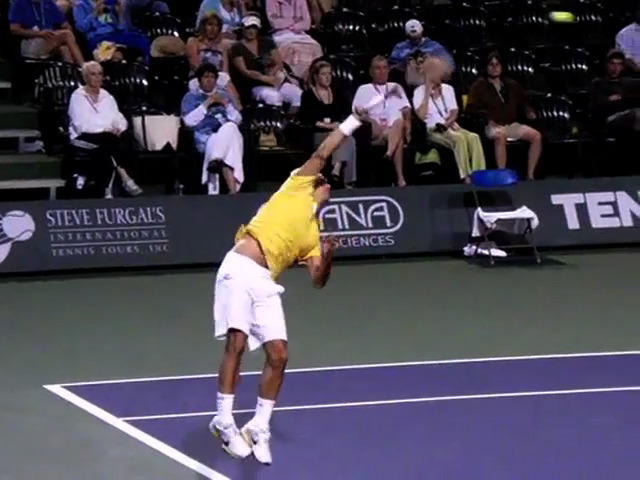 STEVE FURGAL'S
INTERNATIONAL
TENNIS TOURS, INC
ANA
SCIENCES
TEN